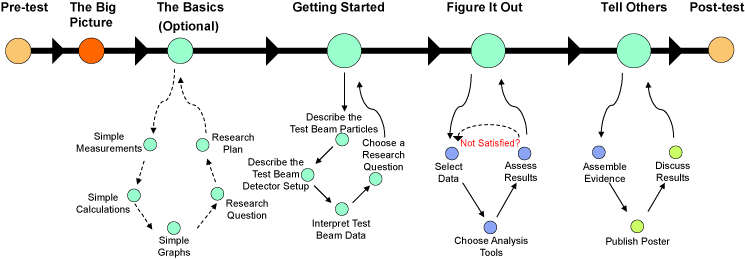 Pre-test
The Big
Picture
The Basics
(Optional)
Getting Started
Figure It Out
Tell Others
Post-test
Simple
Measurements
Research
Plan
Simple
Calculations
Research
Question
Simple
Graphs
Describe the
Test Beam Particles
Choose a
Research
Question
Describe the
Test Beam
Detector Setup
Interpret Test
Beam Data
Not Satisfied?
Select
Data
Assess
Results
Choose Analysis
Tools
Assemble
Evidence
Discuss
Results
Publish Poster